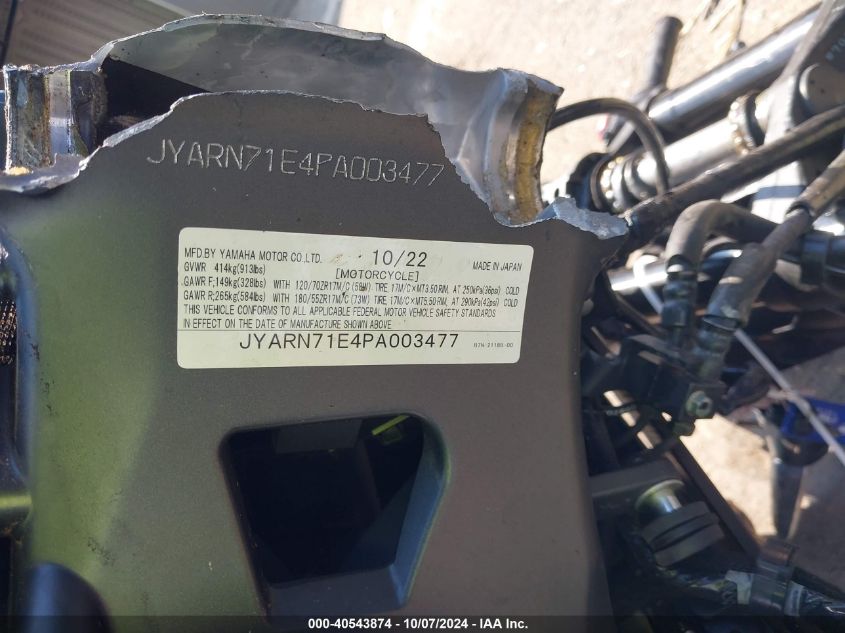 JYARN71E4PA003477
MFD.BY YAMAHA MOTOR CO.,LTD. 10/22 MADE IN JAPAN
GVWR 414kg(913lbs) [MOTORCYCLE]
GAWR F;149kg(328lbs) WITH 120/70ZR17M/C (58W) TIRE, 17M/C×MT3.50 RIM, AT 250kPa(36psi) COLD
GAWR R;265kg(584lbs) WITH 180/55ZR17M/C (73W) TIRE, 17M/C×MT5.50 RIM, AT 290kPa(42psi) COLD
THIS VEHICLE CONFORMS TO ALL APPLICABLE FEDERAL MOTOR VEHICLE SAFETY STANDARDS
IN EFFECT ON THE DATE OF MANUFACTURE SHOWN ABOVE.
JYARN71E4PA003477
000-40543874 - 10/07/2024 - IAA Inc.